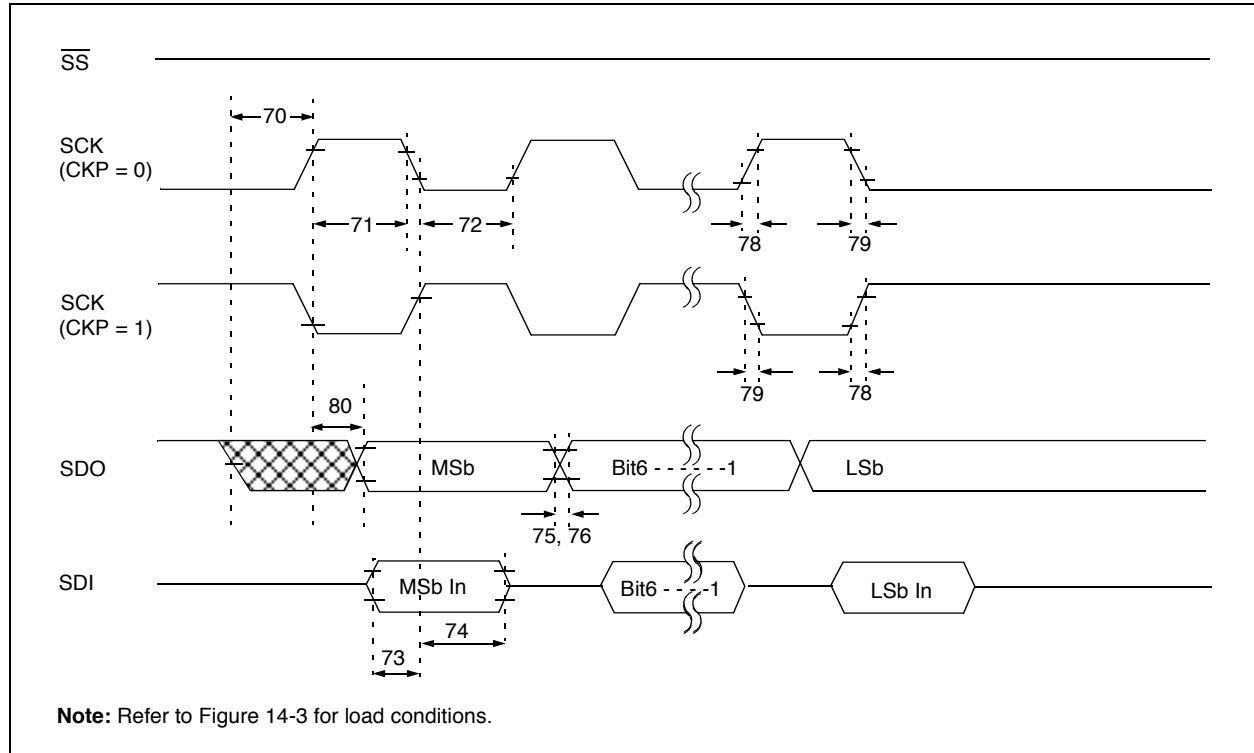 SS
70
SCK
(CKP = 0)
71
72
78
79
SCK
(CKP = 1)
79
78
80
SDO
MSb
Bit6 - - - - - -1
LSb
75, 76
SDI
MSb In
Bit6 - - - - -1
LSb In
74
73
Note: Refer to Figure 14-3 for load conditions.